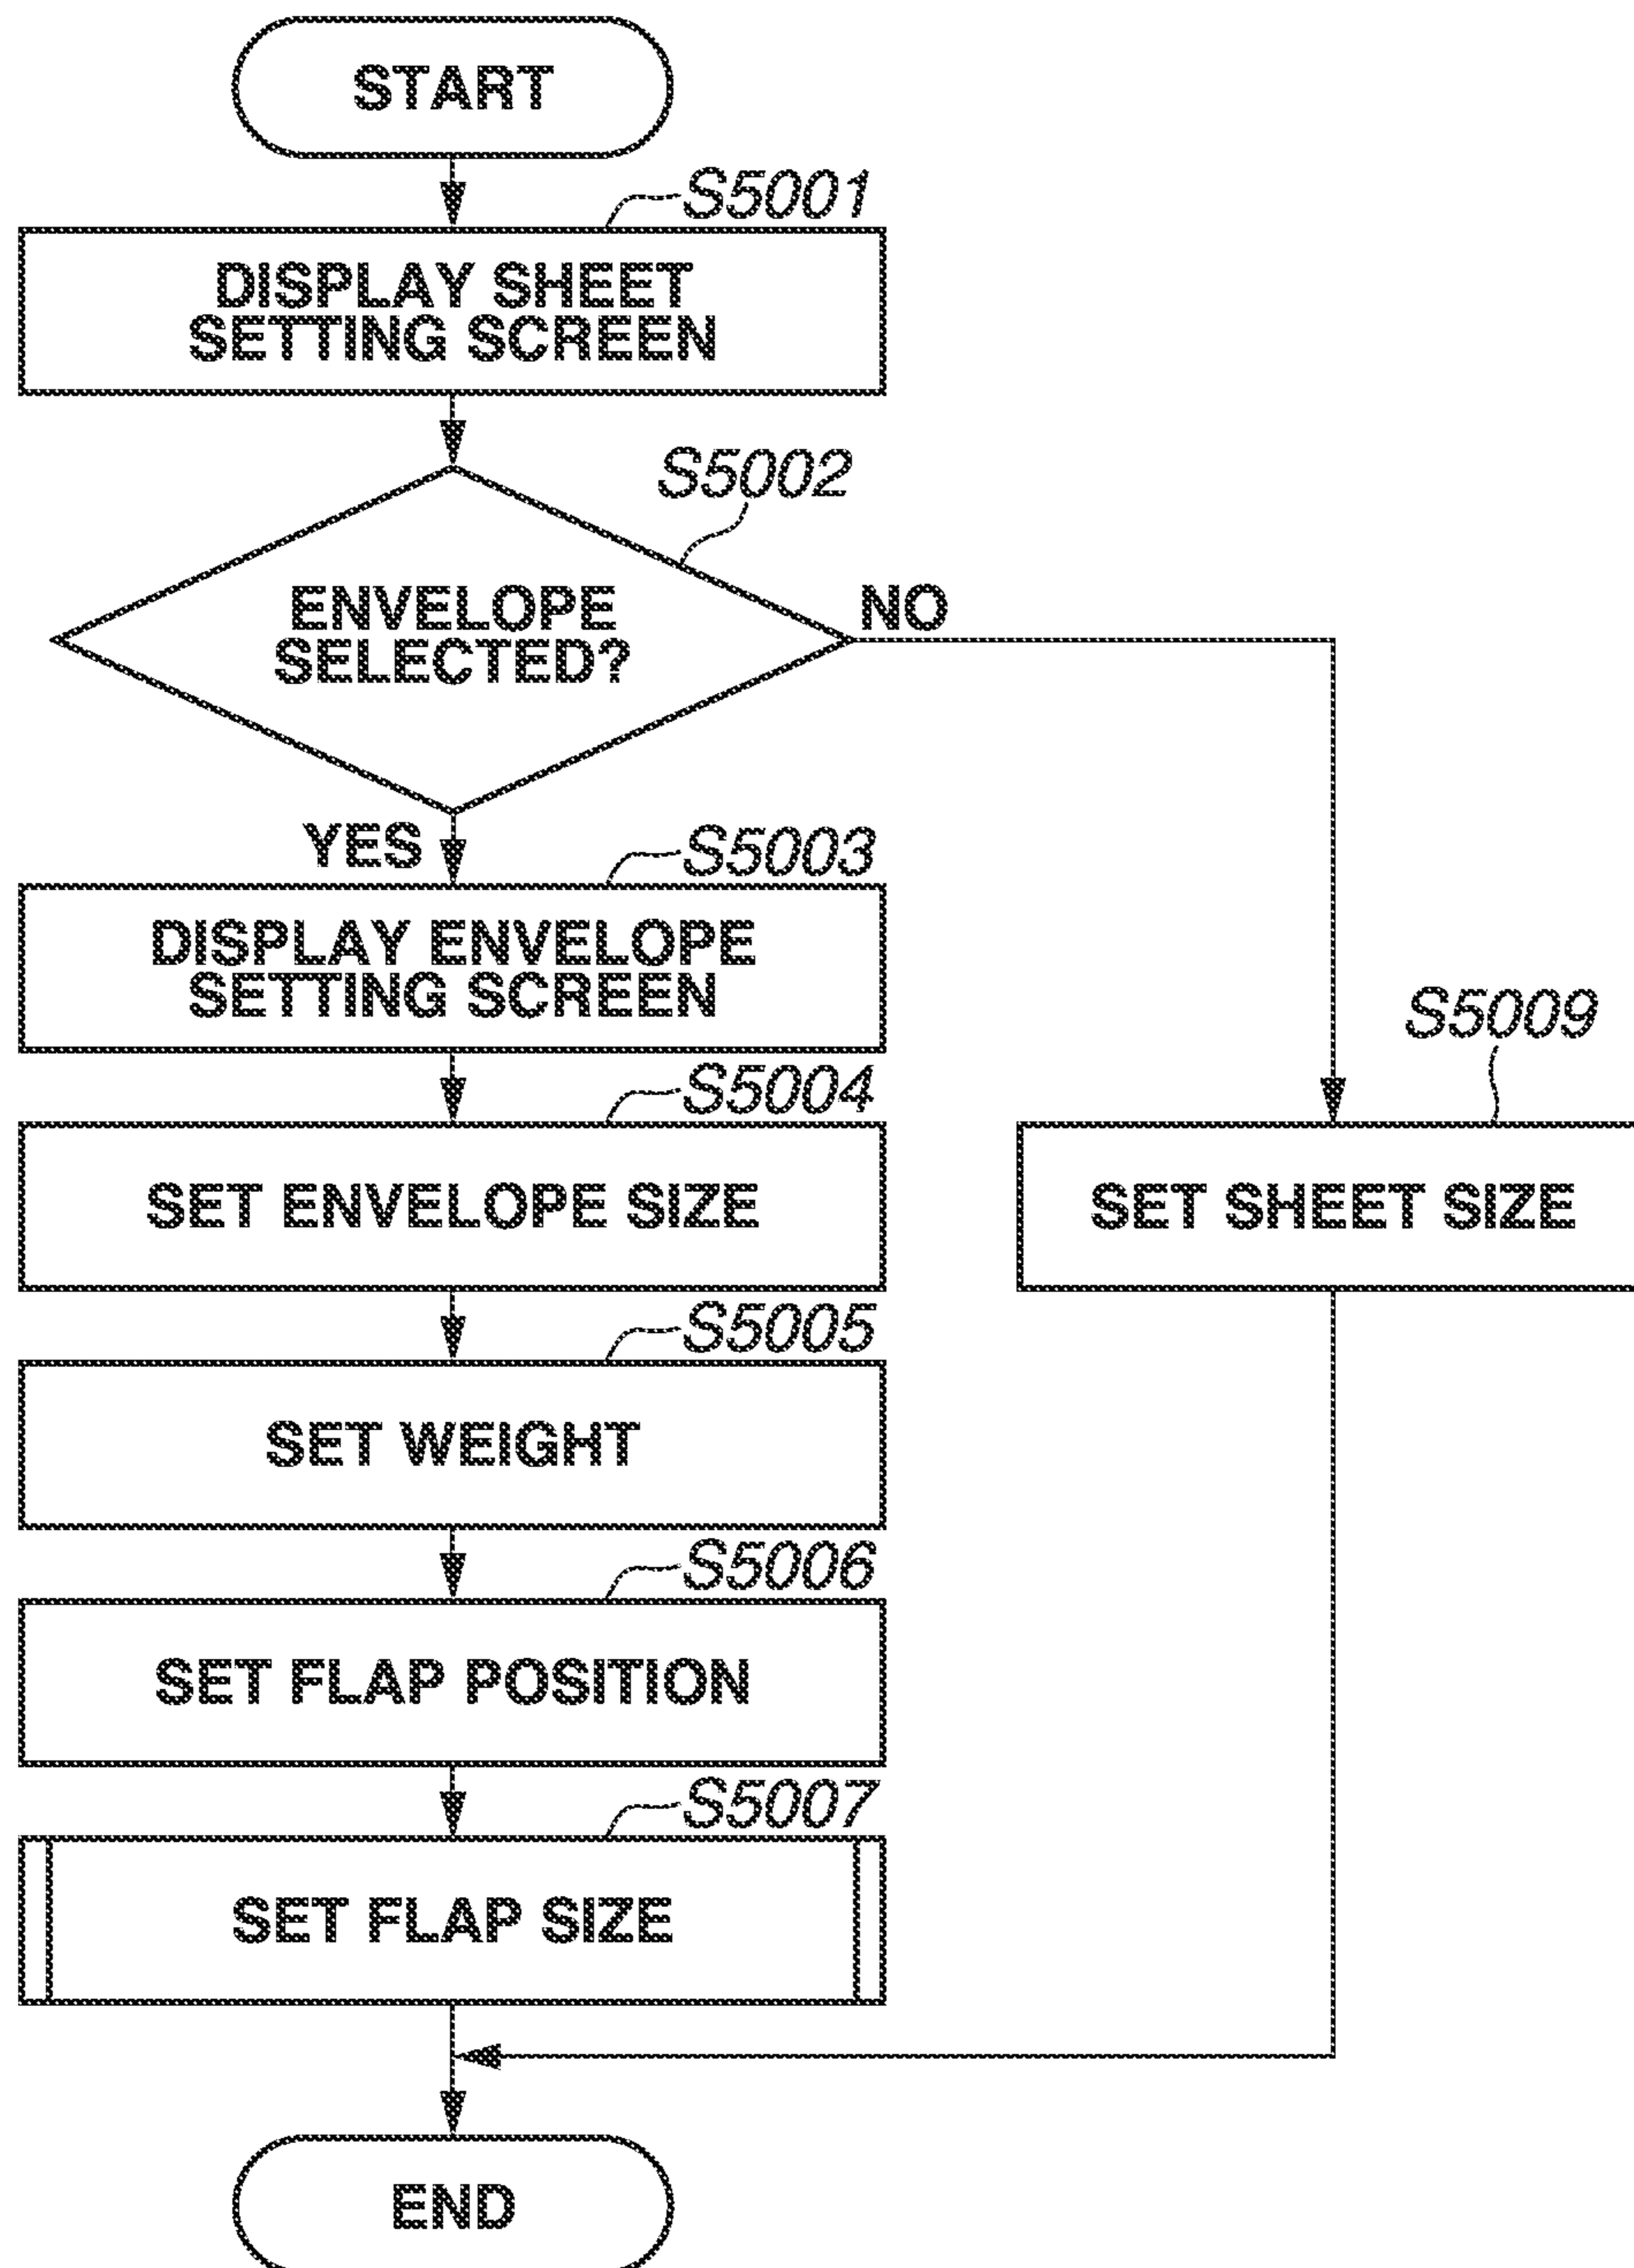 START
S5001
DISPLAY SHEET
SETTING SCREEN
S5002
ENVELOPE
SELECTED?
NO
YES
S5003
DISPLAY ENVELOPE
SETTING SCREEN
S5004
SET ENVELOPE SIZE
S5009
SET SHEET SIZE
S5005
SET WEIGHT
S5006
SET FLAP POSITION
S5007
SET FLAP SIZE
END